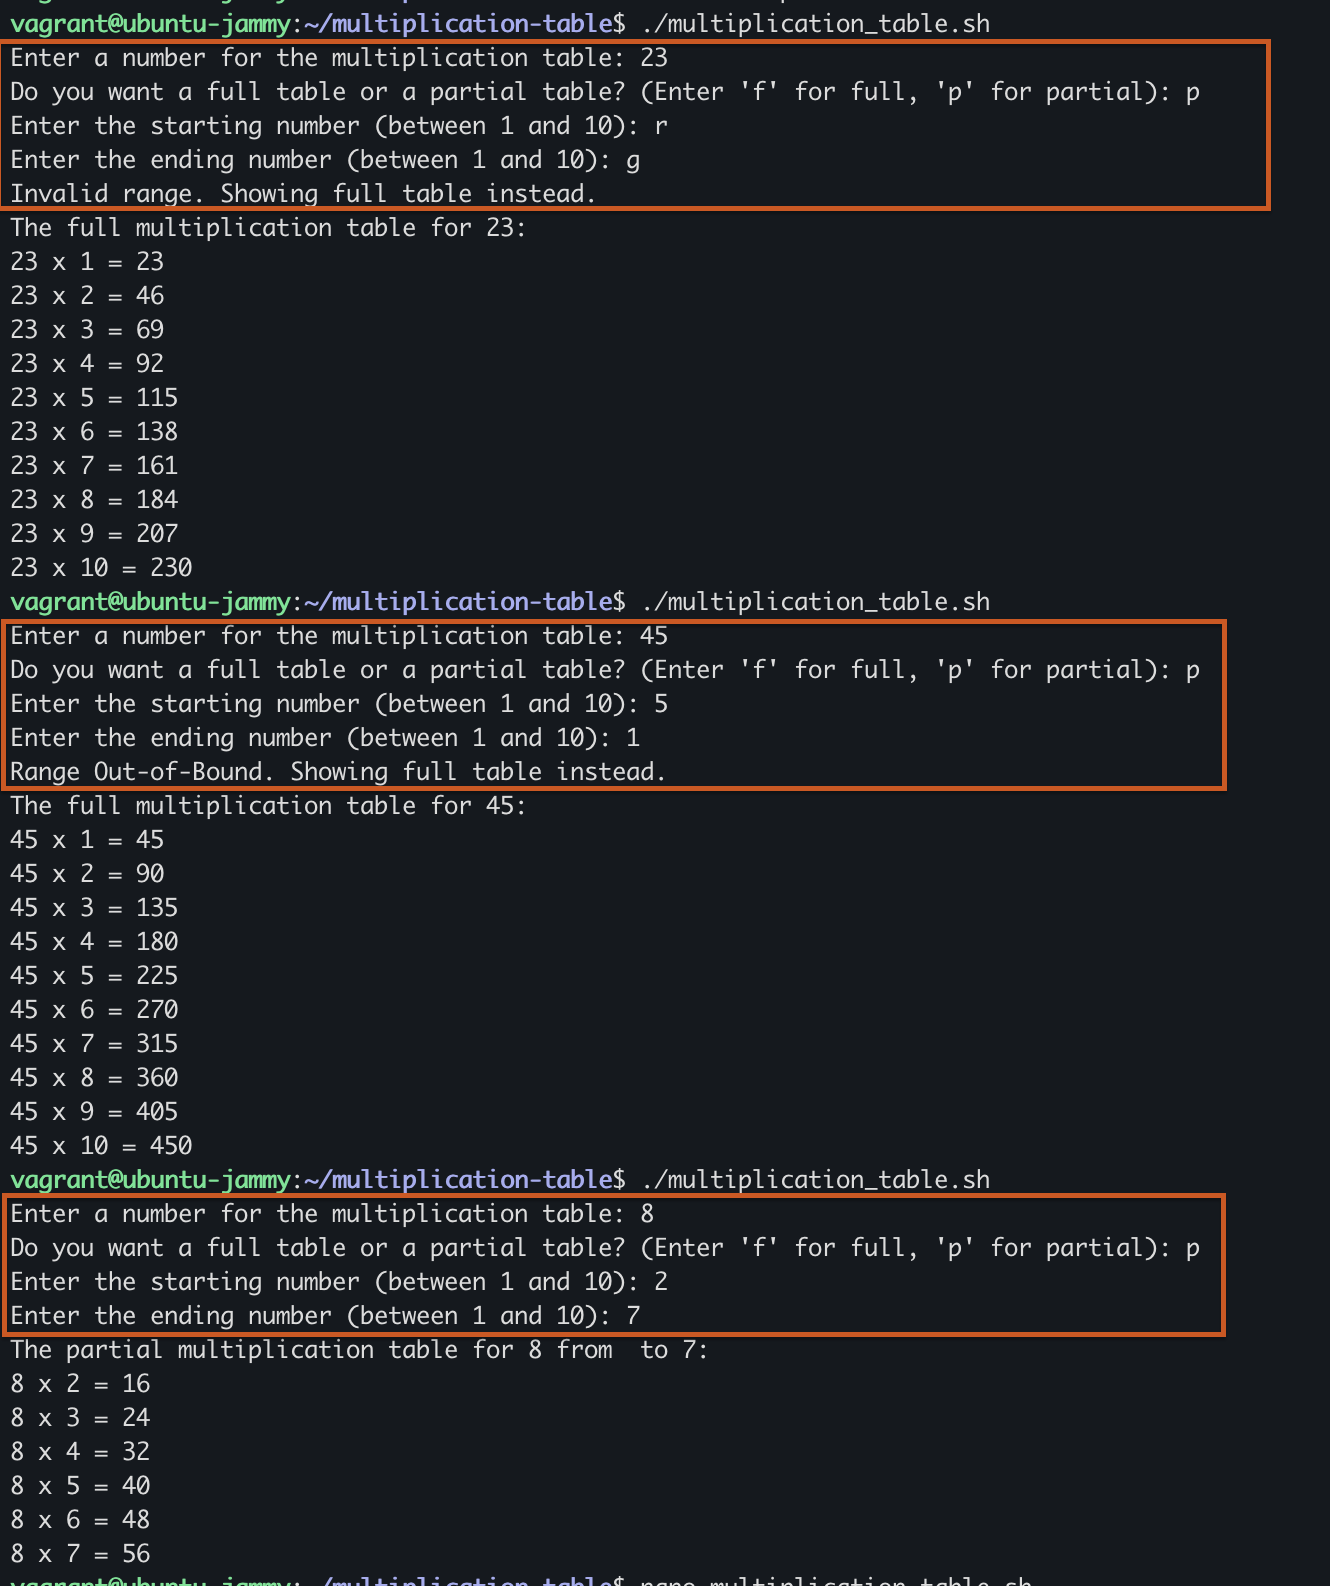 vagrant@ubuntu-jammy:~/multiplication-table$ ./multiplication_table.sh
Enter a number for the multiplication table: 23
Do you want a full table or a partial table? (Enter 'f' for full, 'p' for partial): p
Enter the starting number (between 1 and 10): r
Enter the ending number (between 1 and 10): g
Invalid range. Showing full table instead.
The full multiplication table for 23:
23 x 1 = 23
23 x 2 = 46
23 x 3 = 69
23 x 4 = 92
23 x 5 = 115
23 x 6 = 138
23 x 7 = 161
23 x 8 = 184
23 x 9 = 207
23 x 10 = 230
vagrant@ubuntu-jammy:~/multiplication-table$ ./multiplication_table.sh
Enter a number for the multiplication table: 45
Do you want a full table or a partial table? (Enter 'f' for full, 'p' for partial): p
Enter the starting number (between 1 and 10): 5
Enter the ending number (between 1 and 10): 1
Range Out-of-Bound. Showing full table instead.
The full multiplication table for 45:
45 x 1 = 45
45 x 2 = 90
45 x 3 = 135
45 x 4 = 180
45 x 5 = 225
45 x 6 = 270
45 x 7 = 315
45 x 8 = 360
45 x 9 = 405
45 x 10 = 450
vagrant@ubuntu-jammy:~/multiplication-table$ ./multiplication_table.sh
Enter a number for the multiplication table: 8
Do you want a full table or a partial table? (Enter 'f' for full, 'p' for partial): p
Enter the starting number (between 1 and 10): 2
Enter the ending number (between 1 and 10): 7
The partial multiplication table for 8 from  to 7:
8 x 2 = 16
8 x 3 = 24
8 x 4 = 32
8 x 5 = 40
8 x 6 = 48
8 x 7 = 56
vagrant@ubuntu-jammy:~/multiplication-table$ nano multiplication_table.sh